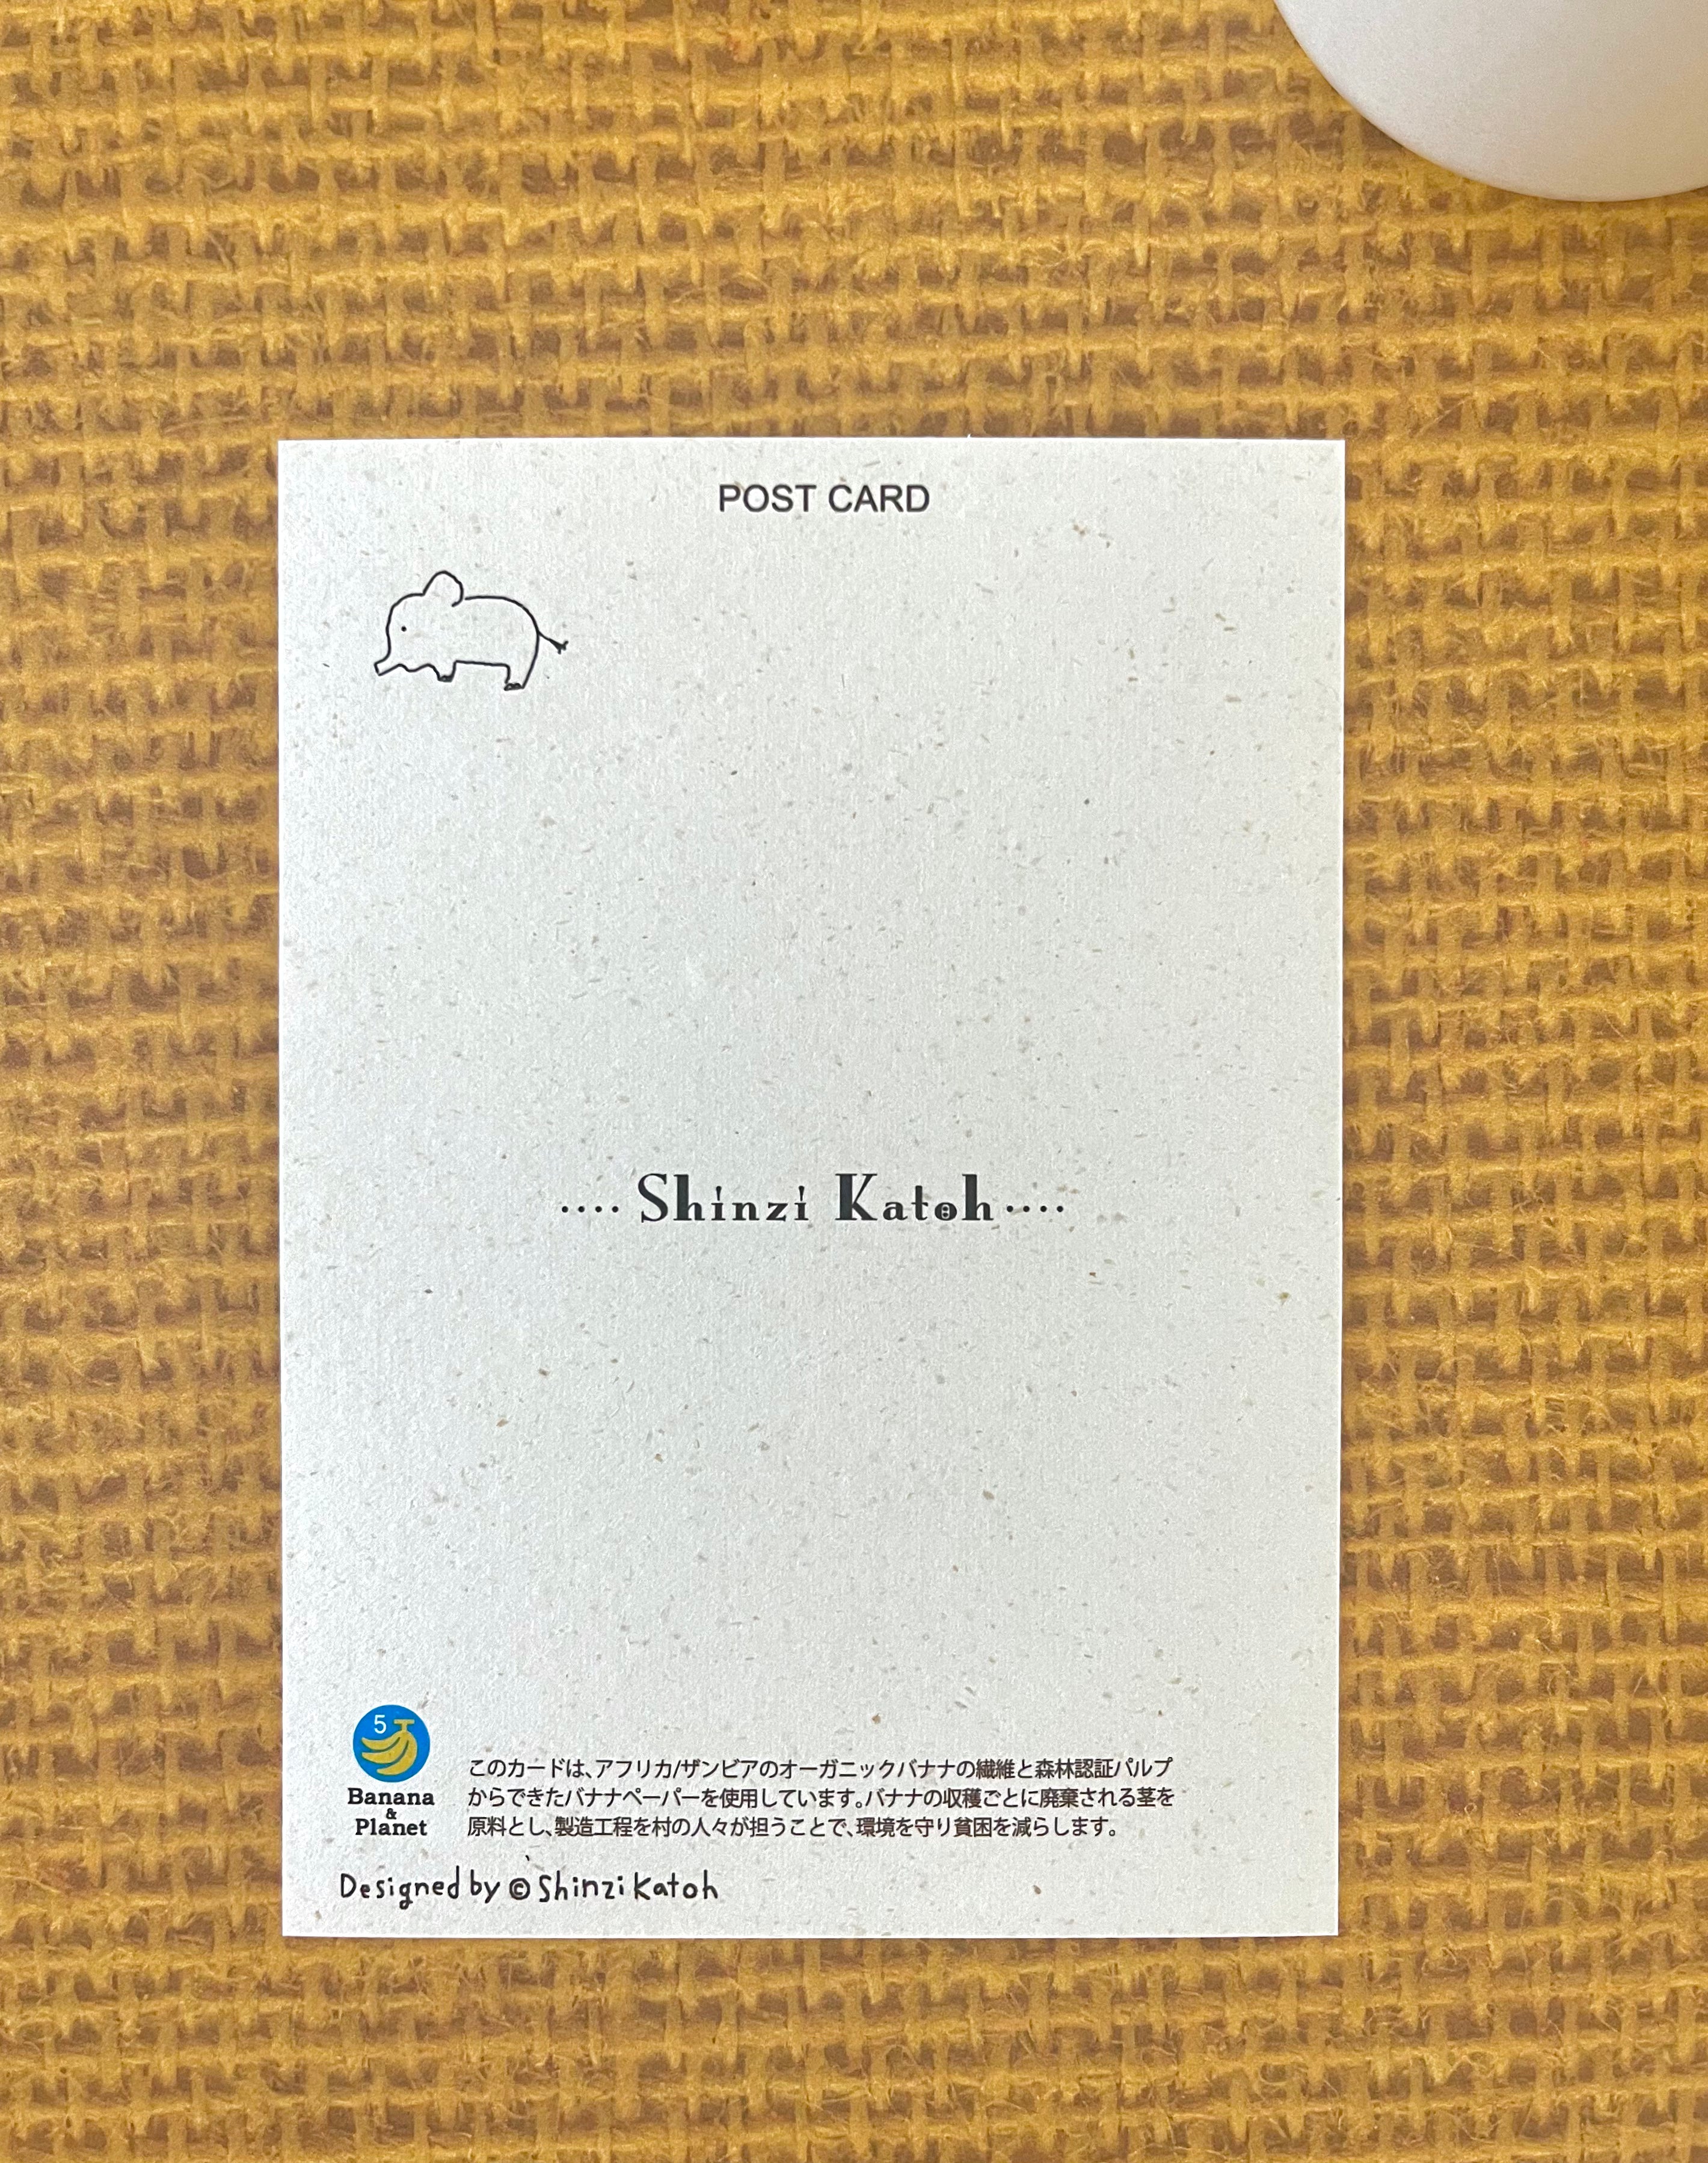 POST CARD
Shinzi Katoh
5
Banana
&
Planet
このカードは、アフリカ/ザンビアのオーガニックバナナの繊維と森林認証パルプ
からできたバナナペーパーを使用しています。バナナの収穫ごとに廃棄される茎を
原料とし、製造工程を村の人々が担うことで、環境を守り貧困を減らします。
Designed by © Shinzi Katoh